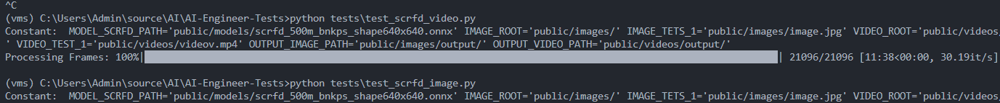 ^C
(vms) C:\Users\Admin\source\AI\AI-Engineer-Tests>python tests\test_scrfd_video.py
Constant:  MODEL_SCRFD_PATH='public/models/scrfd_500m_bnkps_shape640x640.onnx' IMAGE_ROOT='public/images/' IMAGE_TETS_1='public/images/image.jpg' VIDEO_ROOT='public/videos/
' VIDEO_TEST_1='public/videos/videov.mp4' OUTPUT_IMAGE_PATH='public/images/output/' OUTPUT_VIDEO_PATH='public/videos/output/'
Processing Frames: 100%| | 21096/21096 [11:38<00:00, 30.19it/s]
(vms) C:\Users\Admin\source\AI\AI-Engineer-Tests>python tests\test_scrfd_image.py
Constant:  MODEL_SCRFD_PATH='public/models/scrfd_500m_bnkps_shape640x640.onnx' IMAGE_ROOT='public/images/' IMAGE_TETS_1='public/images/image.jpg' VIDEO_ROOT='public/videos/